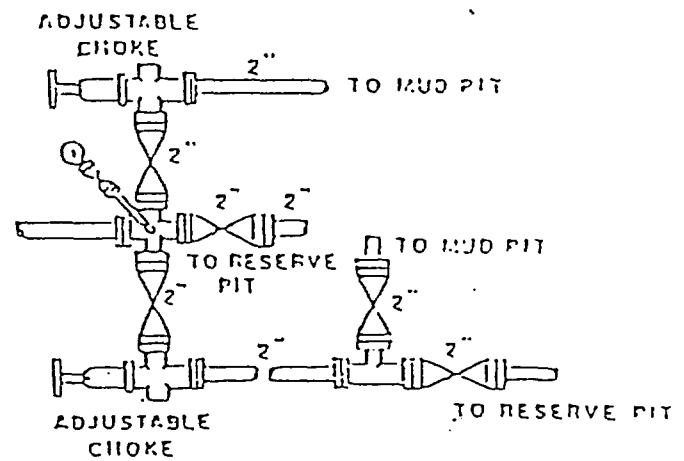 ADJUSTABLE
CHOKE
2"
TO MUD PIT
2"
2"
2"
TO RESERVE
PIT
TO MUD PIT
2"
2"
2"
2"
TO RESERVE PIT
ADJUSTABLE
CHOKE